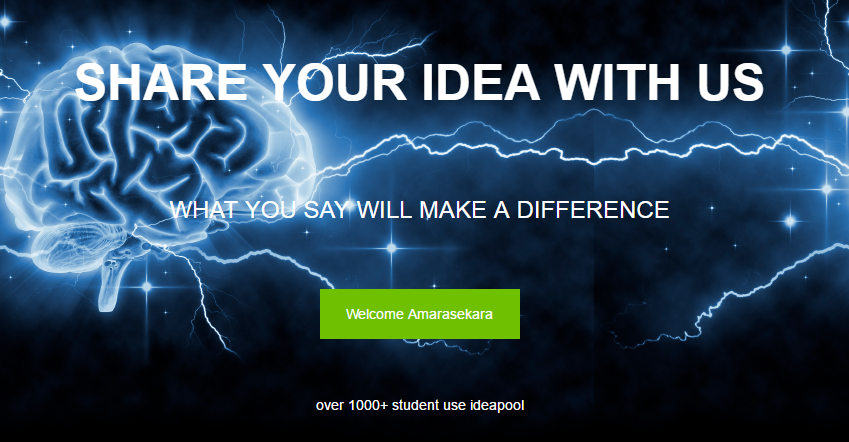 SHARE YOUR IDEA WITH US
WHAT YOU SAY WILL MAKE A DIFFERENCE
Welcome Amarasekara
over 1000+ student use ideapool